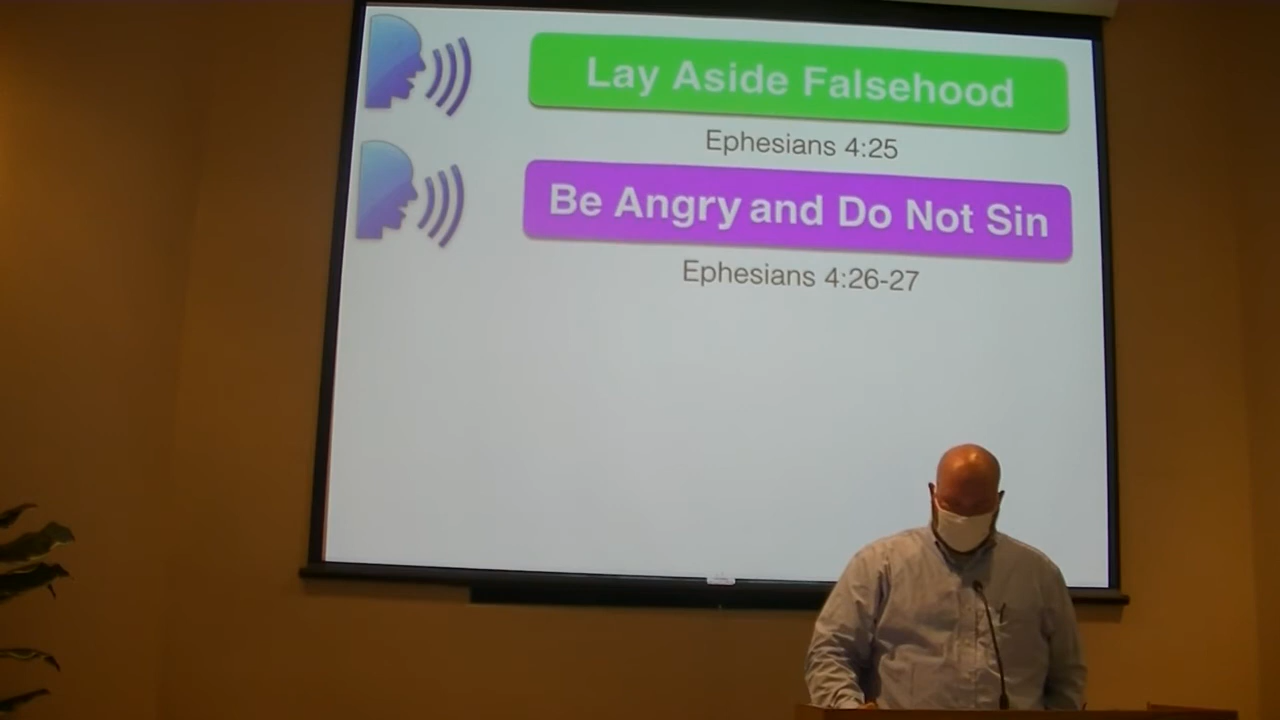 Lay Aside Falsehood
Ephesians 4:25
Be Angry and Do Not Sin
Ephesians 4:26-27